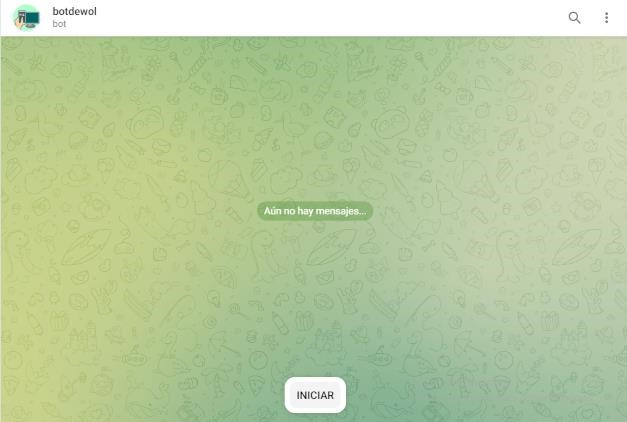 botdewol
bot
Aún no hay mensajes...
INICIAR